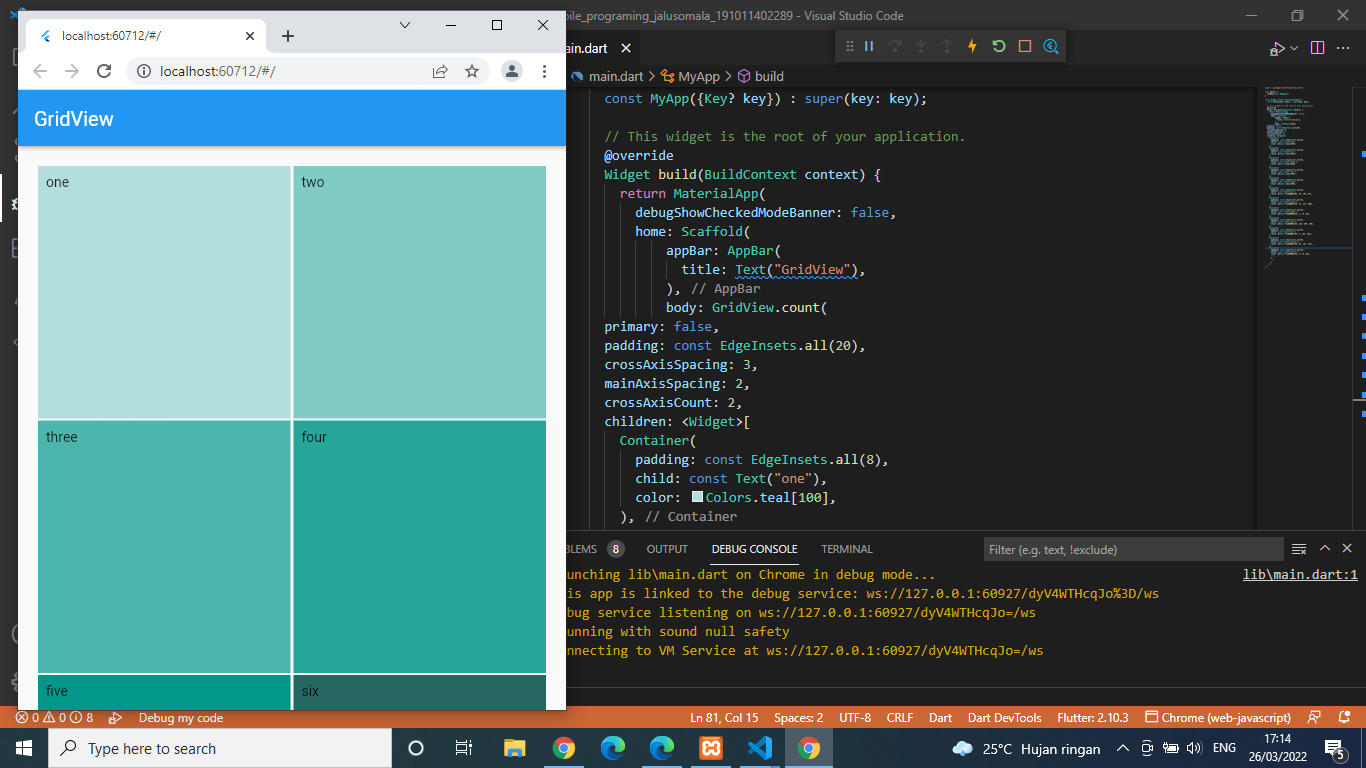 localhost:60712/#/
localhost:60712/#/
GridView
one
two
three
four
five
six
bile_programing_jalusomala_191011402289 - Visual Studio Code
ain.dart
main.dart > MyApp > build
const MyApp({Key? key}) : super(key: key);
// This widget is the root of your application.
@override
Widget build(BuildContext context) {
return MaterialApp(
debugShowCheckedModeBanner: false,
home: Scaffold(
appBar: AppBar(
title: Text("GridView"),
), // AppBar
body: GridView.count(
primary: false,
padding: const EdgeInsets.all(20),
crossAxisSpacing: 3,
mainAxisSpacing: 2,
crossAxisCount: 2,
children: <Widget>[
Container(
padding: const EdgeInsets.all(8),
child: const Text("one"),
color: Colors.teal[100],
), // Container
BLEMS 8 OUTPUT DEBUG CONSOLE TERMINAL Filter (e.g. text, !exclude)
unching lib\main.dart on Chrome in debug mode... lib\main.dart:1
is app is linked to the debug service: ws://127.0.0.1:60927/dyV4WTHcqJo%3D/ws
bug service listening on ws://127.0.0.1:60927/dyV4WTHcqJo=/ws
unning with sound null safety
nnecting to VM Service at ws://127.0.0.1:60927/dyV4WTHcqJo=/ws
0 0 8 Debug my code Ln 81, Col 15 Spaces: 2 UTF-8 CRLF Dart Dart DevTools Flutter: 2.10.3 Chrome (web-javascript)
Type here to search
25°C Hujan ringan
ENG
17:14
26/03/2022
5